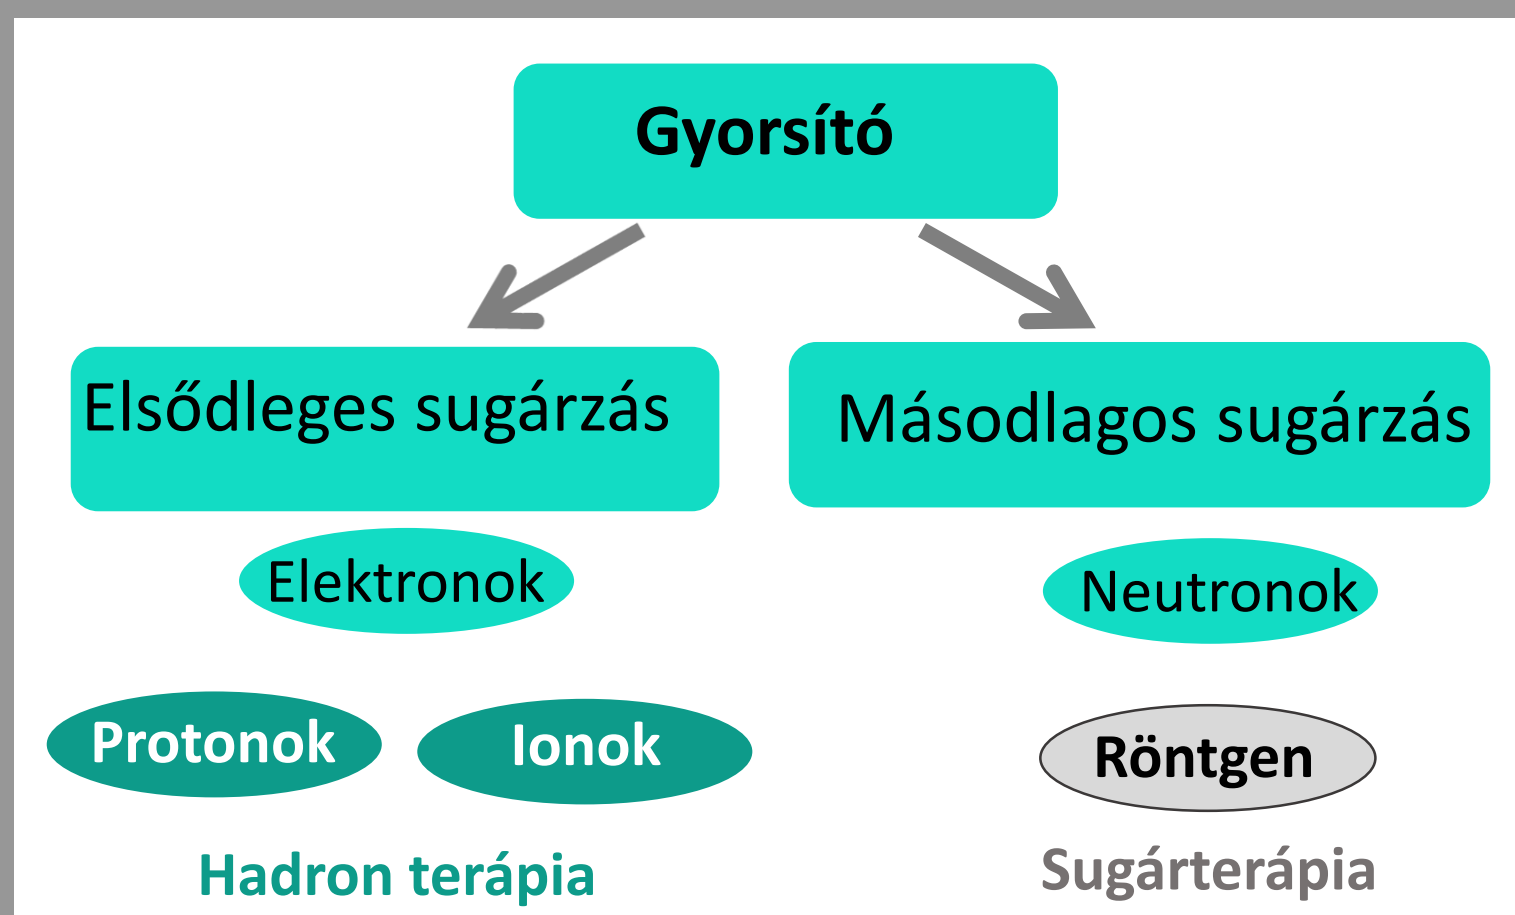 Gyorsító
Elsődleges sugárzás
Másodlagos sugárzás
Elektronok
Neutronok
Protonok
Ionok
Röntgen
Hadron terápia
Sugárterápia